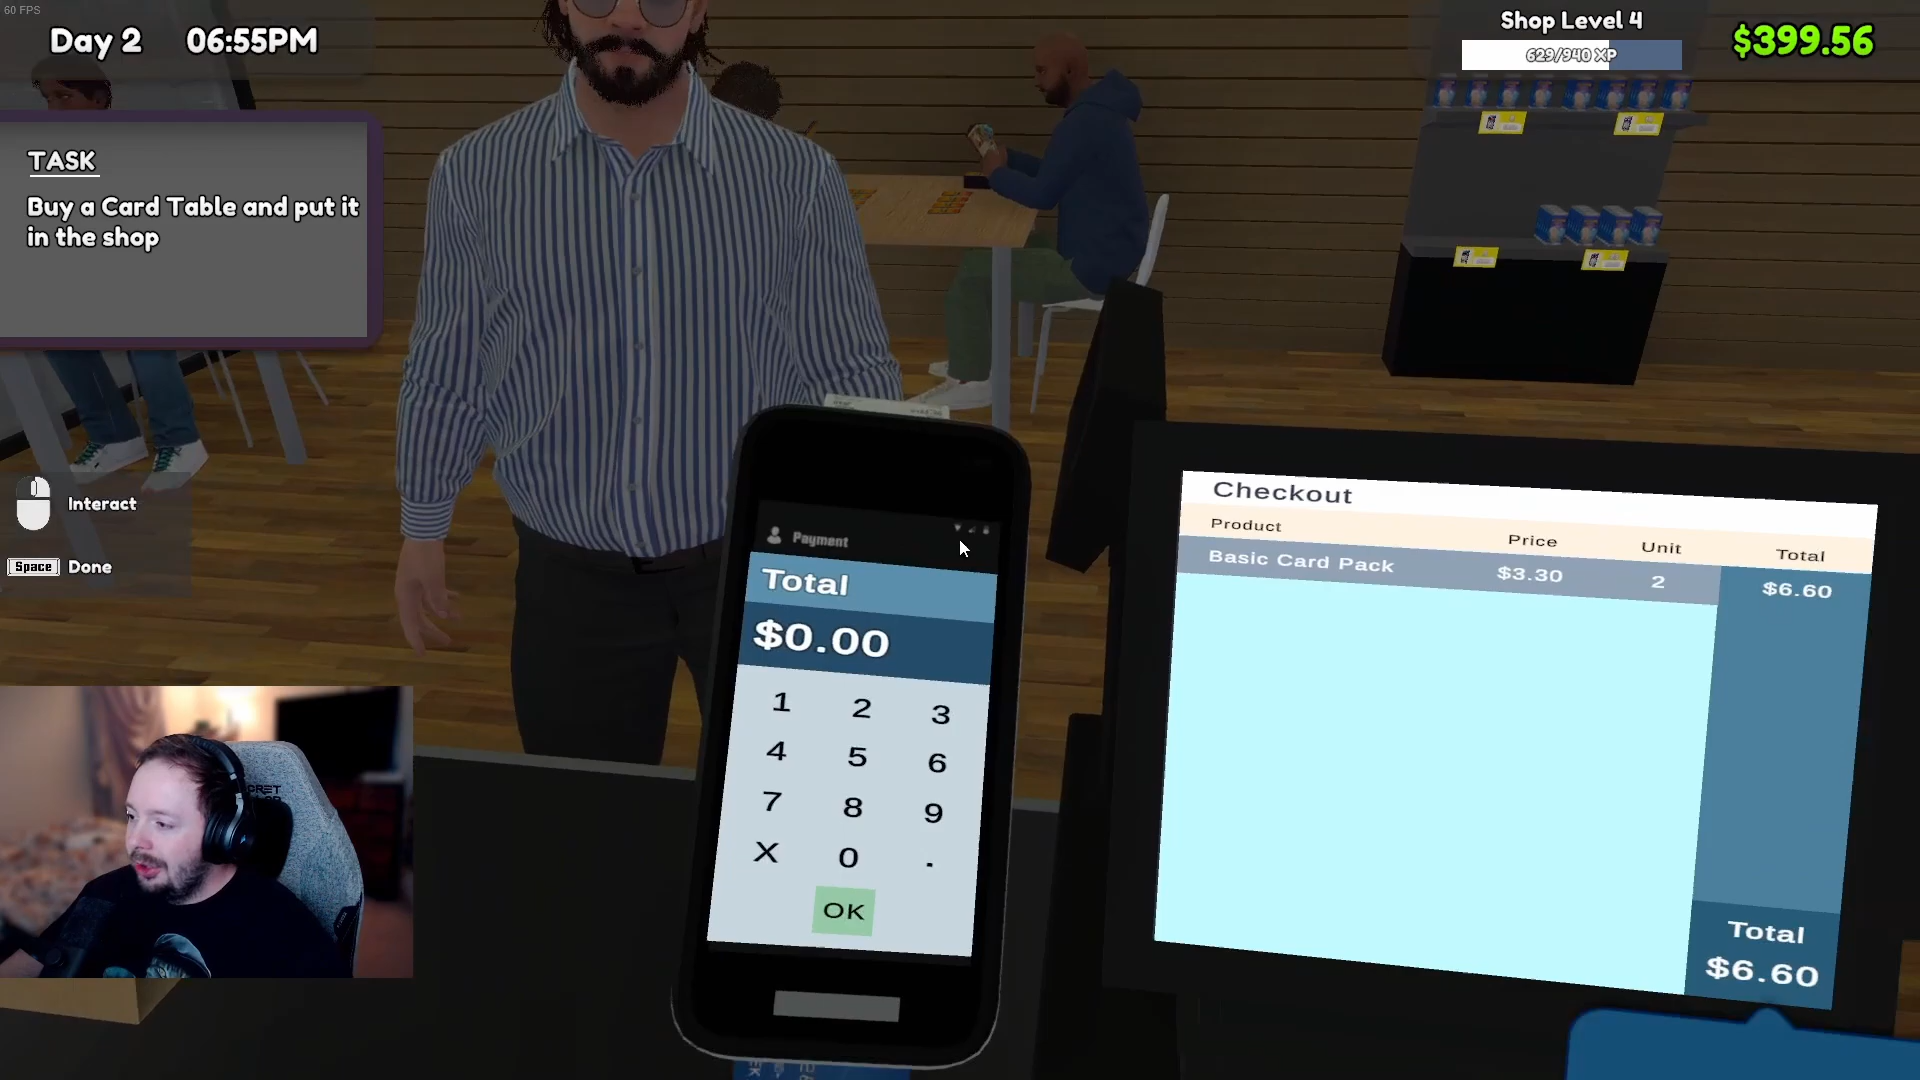 60 FPS
Day 2
06:55PM
Shop Level 4
629/940 XP
$399.56
TASK
Buy a Card Table and put it
in the shop
Interact
Space
Done
Payment
Total
$0.00
1 2 3
4 5 6
7 8 9
X 0 .
OK
Checkout
Product Price Unit Total
Basic Card Pack $3.30 2 $6.60
Total
$6.60